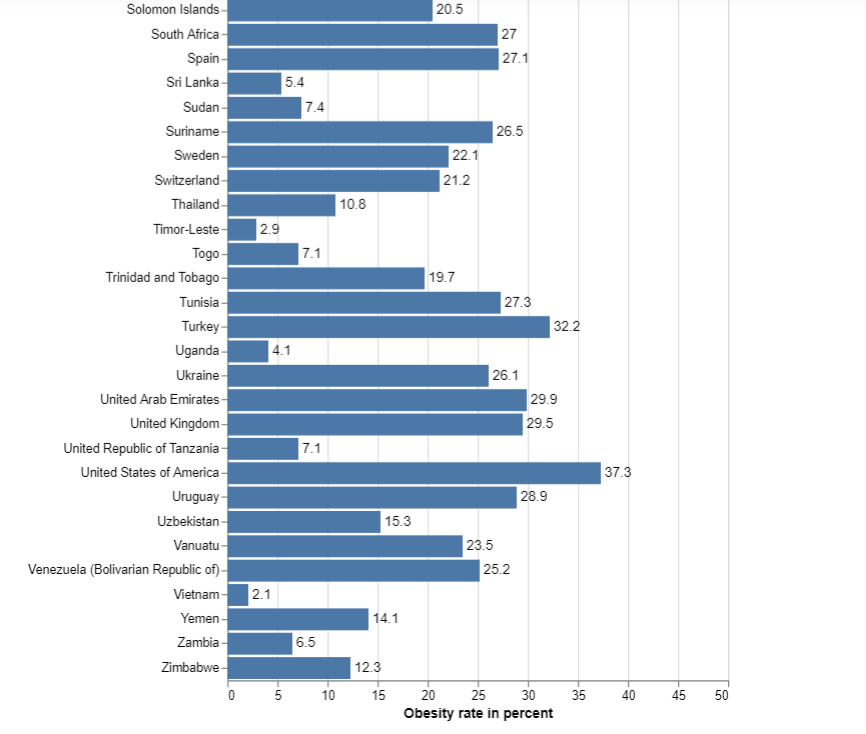 Solomon Islands 20.5
South Africa 27
Spain 27.1
Sri Lanka 5.4
Sudan 7.4
Suriname 26.5
Sweden 22.1
Switzerland 21.2
Thailand 10.8
Timor-Leste 2.9
Togo 7.1
Trinidad and Tobago 19.7
Tunisia 27.3
Turkey 32.2
Uganda 4.1
Ukraine 26.1
United Arab Emirates 29.9
United Kingdom 29.5
United Republic of Tanzania 7.1
United States of America 37.3
Uruguay 28.9
Uzbekistan 15.3
Vanuatu 23.5
Venezuela (Bolivarian Republic of) 25.2
Vietnam 2.1
Yemen 14.1
Zambia 6.5
Zimbabwe 12.3
0 5 10 15 20 25 30 35 40 45 50
Obesity rate in percent